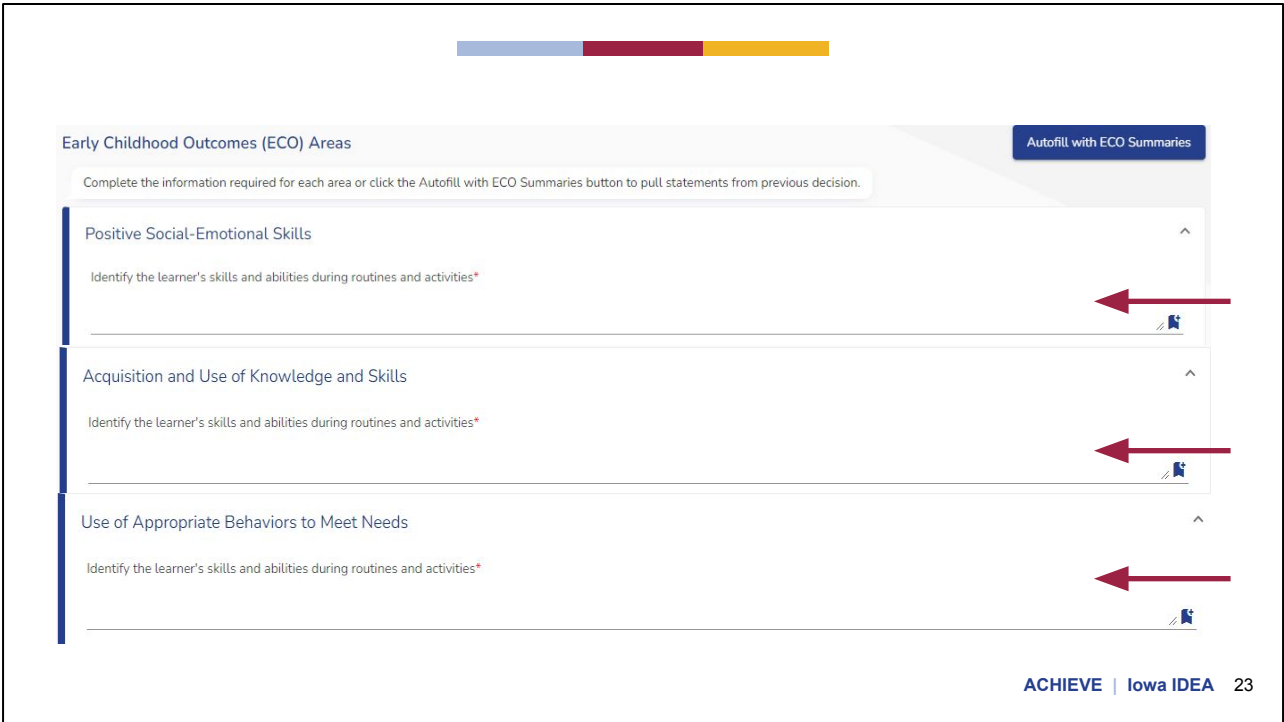 Early Childhood Outcomes (ECO) Areas
Autofill with ECO Summaries
Complete the information required for each area or click the Autofill with ECO Summaries button to pull statements from previous decision.
Positive Social-Emotional Skills
Identify the learner's skills and abilities during routines and activities*
Acquisition and Use of Knowledge and Skills
Identify the learner's skills and abilities during routines and activities*
Use of Appropriate Behaviors to Meet Needs
Identify the learner's skills and abilities during routines and activities*
ACHIEVE | Iowa IDEA 23